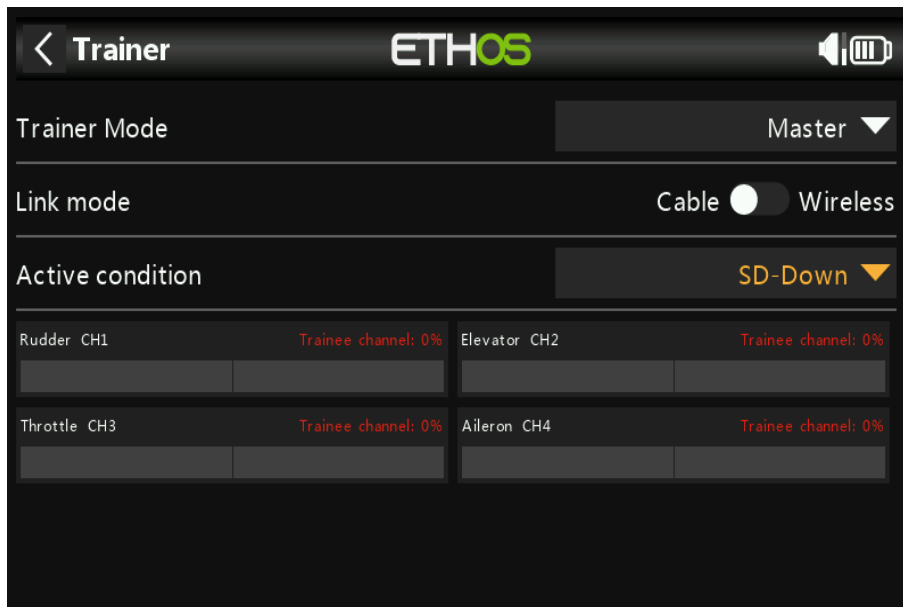 Trainer ETHOS
Trainer Mode Master
Link mode Cable Wireless
Active condition SD-Down
Rudder CH1 Trainee channel: 0% Elevator CH2 Trainee channel: 0%
Throttle CH3 Trainee channel: 0% Aileron CH4 Trainee channel: 0%